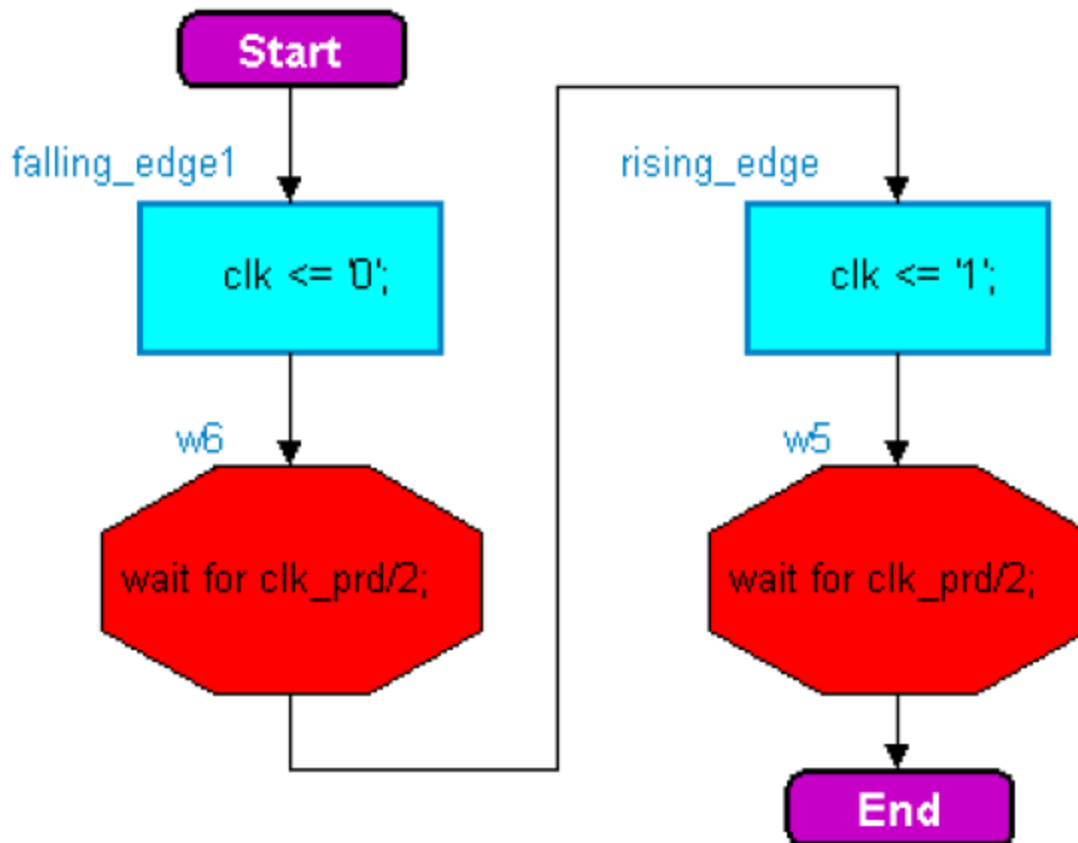 Start
falling_edge1
clk <= '0';
w6
wait for clk_prd/2;
rising_edge
clk <= '1';
w5
wait for clk_prd/2;
End